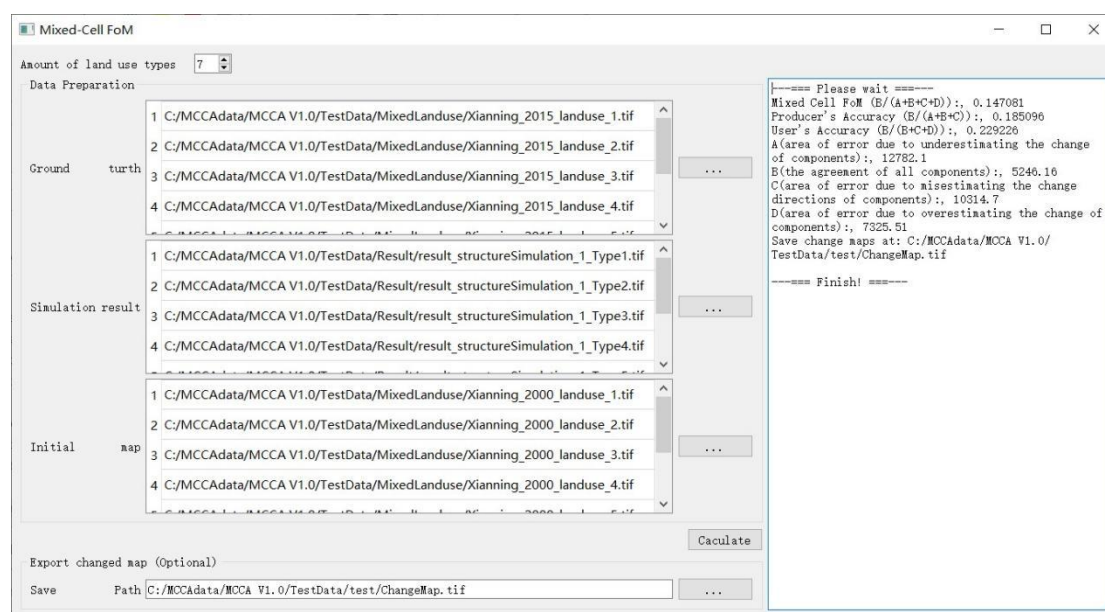 Mixed-Cell FoM
Amount of land use types 7
Data Preparation
Ground turth
1 C:/MCCAdata/MCCA V1.0/TestData/MixedLanduse/Xianning_2015_landuse_1.tif
2 C:/MCCAdata/MCCA V1.0/TestData/MixedLanduse/Xianning_2015_landuse_2.tif
3 C:/MCCAdata/MCCA V1.0/TestData/MixedLanduse/Xianning_2015_landuse_3.tif
4 C:/MCCAdata/MCCA V1.0/TestData/MixedLanduse/Xianning_2015_landuse_4.tif
...
Simulation result
1 C:/MCCAdata/MCCA V1.0/TestData/Result/result_structureSimulation_1_Type1.tif
2 C:/MCCAdata/MCCA V1.0/TestData/Result/result_structureSimulation_1_Type2.tif
3 C:/MCCAdata/MCCA V1.0/TestData/Result/result_structureSimulation_1_Type3.tif
4 C:/MCCAdata/MCCA V1.0/TestData/Result/result_structureSimulation_1_Type4.tif
...
Initial map
1 C:/MCCAdata/MCCA V1.0/TestData/MixedLanduse/Xianning_2000_landuse_1.tif
2 C:/MCCAdata/MCCA V1.0/TestData/MixedLanduse/Xianning_2000_landuse_2.tif
3 C:/MCCAdata/MCCA V1.0/TestData/MixedLanduse/Xianning_2000_landuse_3.tif
4 C:/MCCAdata/MCCA V1.0/TestData/MixedLanduse/Xianning_2000_landuse_4.tif
...
Caculate
Export changed map (Optional)
Save Path C:/MCCAdata/MCCA V1.0/TestData/test/ChangeMap.tif
...
---=== Please wait ===---
Mixed Cell FoM (B/(A+B+C+D)):, 0.147081
Producer's Accuracy (B/(A+B+C)):, 0.185096
User's Accuracy (B/(B+C+D)):, 0.229226
A(area of error due to underestimating the change
of components):, 12782.1
B(the agreement of all components):, 5246.16
C(area of error due to misestimating the change
directions of components):, 10314.7
D(area of error due to overestimating the change of
components):, 7325.51
Save change maps at: C:/MCCAdata/MCCA V1.0/
TestData/test/ChangeMap.tif
---=== Finish! ===---